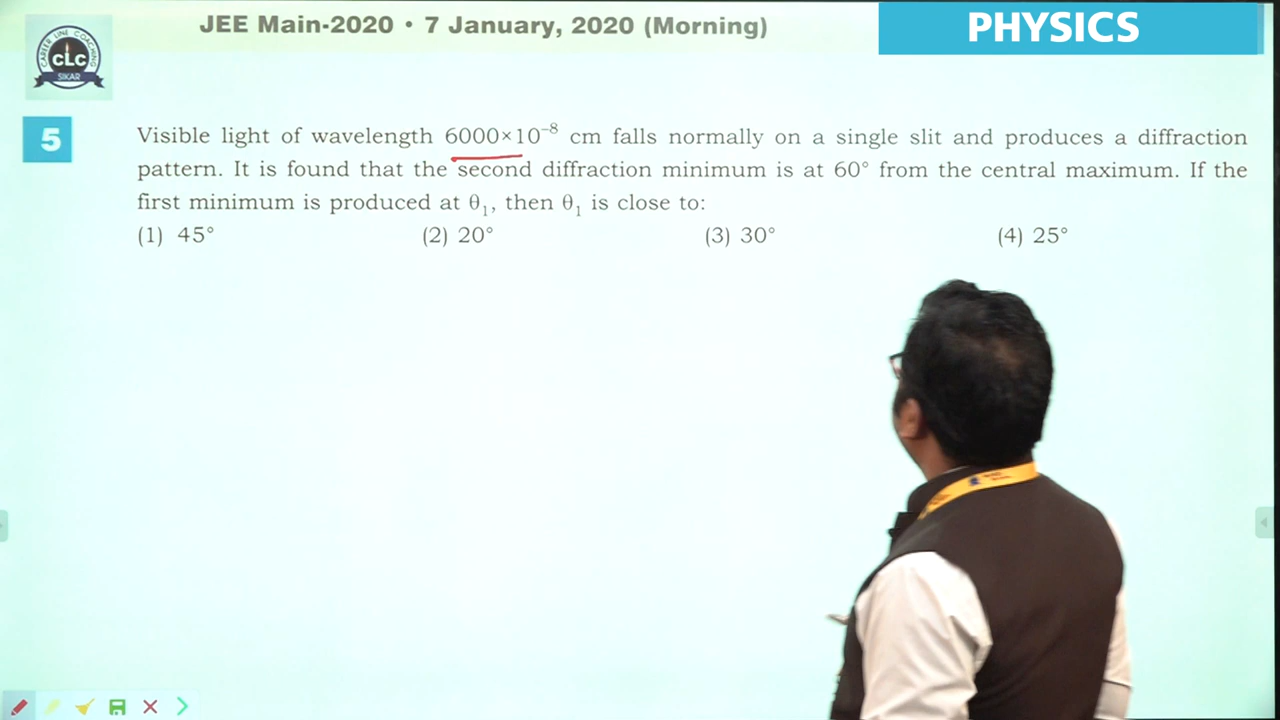 JEE Main-2020 • 7 January, 2020 (Morning)
PHYSICS
CAREER LINE COACHING
CLC
SIKAR
5
Visible light of wavelength 6000×10⁻⁸ cm falls normally on a single slit and produces a diffraction
pattern. It is found that the second diffraction minimum is at 60° from the central maximum. If the
first minimum is produced at θ₁, then θ₁ is close to:
(1) 45° (2) 20° (3) 30° (4) 25°